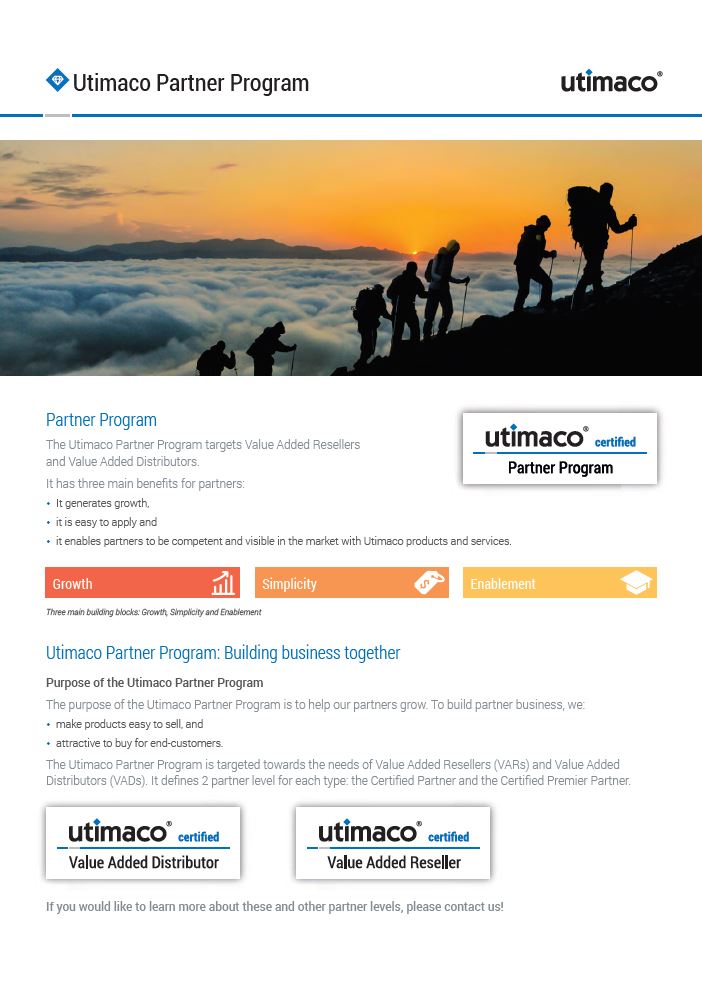 Utimaco Partner Program
utimaco®
Partner Program
The Utimaco Partner Program targets Value Added Resellers
and Value Added Distributors.
It has three main benefits for partners:
• It generates growth,
• it is easy to apply and
• it enables partners to be competent and visible in the market with Utimaco products and services.
utimaco® certified
Partner Program
Growth
Simplicity
Enablement
Three main building blocks: Growth, Simplicity and Enablement
Utimaco Partner Program: Building business together
Purpose of the Utimaco Partner Program
The purpose of the Utimaco Partner Program is to help our partners grow. To build partner business, we:
• make products easy to sell, and
• attractive to buy for end-customers.
The Utimaco Partner Program is targeted towards the needs of Value Added Resellers (VARs) and Value Added
Distributors (VADs). It defines 2 partner level for each type: the Certified Partner and the Certified Premier Partner.
utimaco® certified
Value Added Distributor
utimaco® certified
Value Added Reseller
If you would like to learn more about these and other partner levels, please contact us!